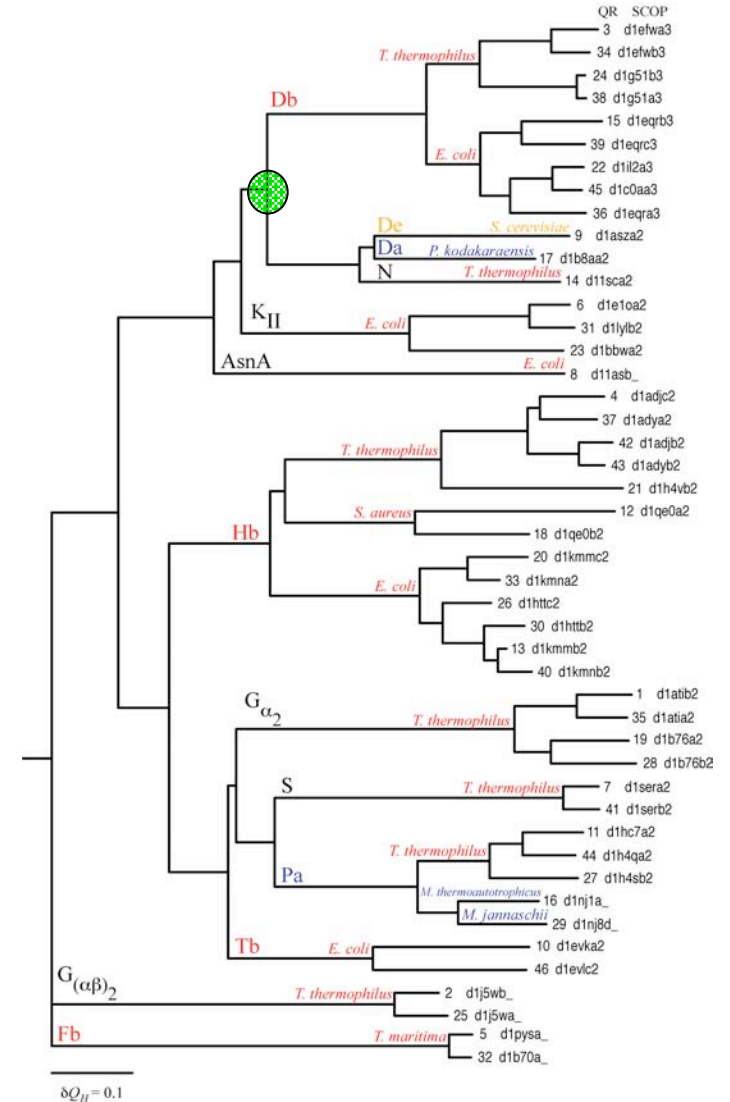 QR SCOP
3 d1efwa3
T. thermophilus
34 d1efwb3
24 d1g51b3
38 d1g51a3
Db
15 d1eqrb3
39 d1eqrc3
E. coli
22 d1il2a3
45 d1c0aa3
36 d1eqra3
De S. cerevisiae
9 d1asza2
Da P. kodakaraensis
17 d1b8aa2
N T. thermophilus
14 d11sca2
6 d1e1oa2
K II
E. coli
31 d1lylb2
23 d1bbwa2
AsnA E. coli
8 d11asb_
4 d1adjc2
37 d1adya2
42 d1adjb2
T. thermophilus
43 d1adyb2
21 d1h4vb2
12 d1qe0a2
S. aureus
Hb
18 d1qe0b2
20 d1kmmc2
33 d1kmna2
E. coli
26 d1httc2
30 d1httb2
13 d1kmmb2
40 d1kmnb2
1 d1atib2
G α2
35 d1atia2
T. thermophilus
19 d1b76a2
28 d1b76b2
S T. thermophilus
7 d1sera2
41 d1serb2
11 d1hc7a2
T. thermophilus
44 d1h4qa2
Pa
27 d1h4sb2
M. thermoautotrophicus
16 d1nj1a_
M. jannaschii
29 d1nj8d_
Tb E. coli
10 d1evka2
46 d1evlc2
G (αβ)2
T. thermophilus
2 d1j5wb_
25 d1j5wa_
Fb T. maritima
5 d1pysa_
32 d1b70a_
δQH = 0.1